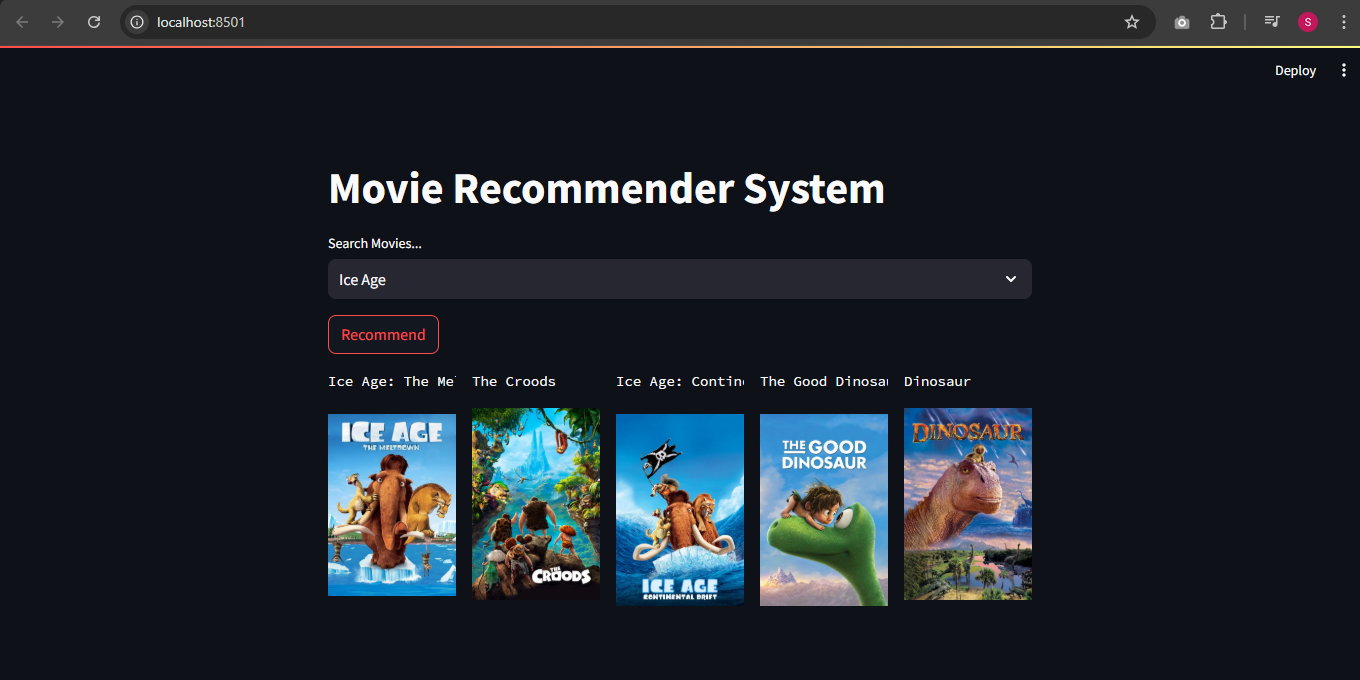 localhost:8501
S
Deploy
Movie Recommender System
Search Movies...
Ice Age
Recommend
Ice Age: The Me
The Croods
Ice Age: Contin
The Good Dinosau
Dinosaur
ICE AGE
THE MELTDOWN
THE
CROODS
ICE AGE
CONTINENTAL DRIFT
THE GOOD
DINOSAUR
DINOSAUR